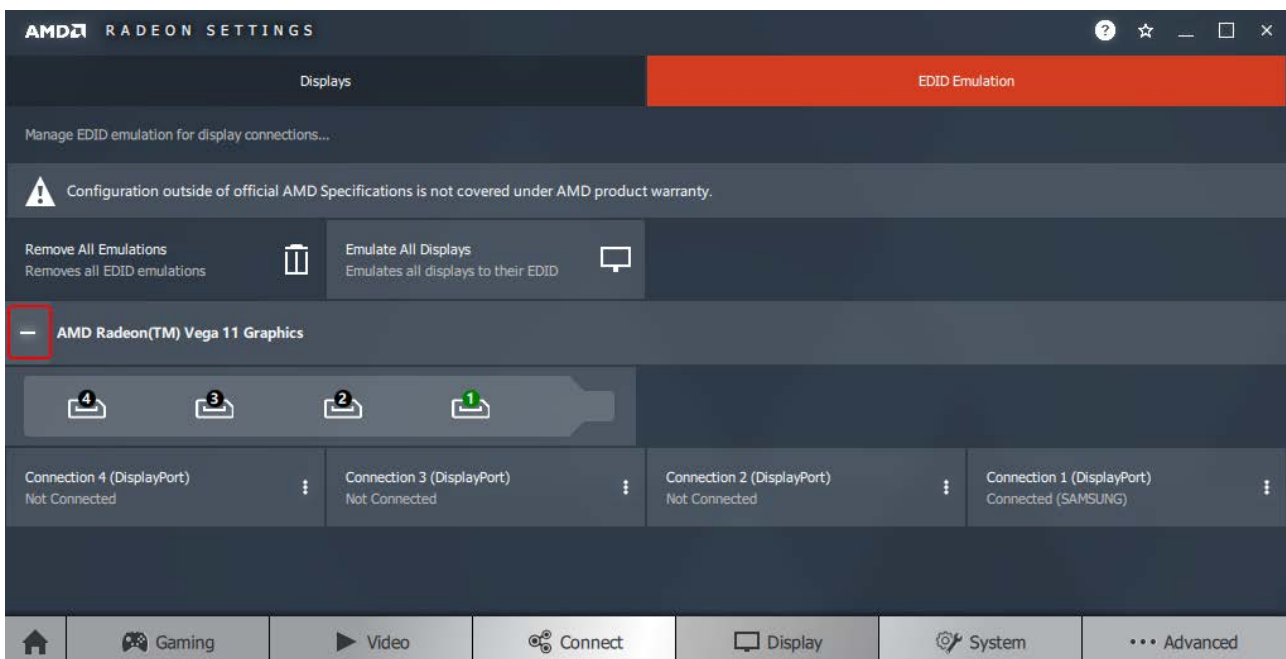 AMD RADEON SETTINGS
?
Displays
EDID Emulation
Manage EDID emulation for display connections...
Configuration outside of official AMD Specifications is not covered under AMD product warranty.
Remove All Emulations
Removes all EDID emulations
Emulate All Displays
Emulates all displays to their EDID
AMD Radeon(TM) Vega 11 Graphics
4 3 2 1
Connection 4 (DisplayPort)
Not Connected
Connection 3 (DisplayPort)
Not Connected
Connection 2 (DisplayPort)
Not Connected
Connection 1 (DisplayPort)
Connected (SAMSUNG)
Gaming
Video
Connect
Display
System
Advanced